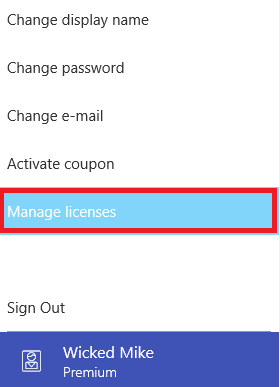 Change display name
Change password
Change e-mail
Activate coupon
Manage licenses
Sign Out
Wicked Mike
Premium